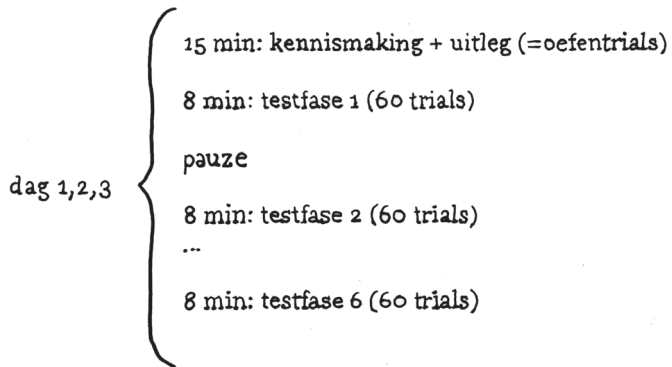 15 min: kennismaking + uitleg (=oefentrials)
8 min: testfase 1 (60 trials)
pauze
dag 1,2,3
8 min: testfase 2 (60 trials)
...
8 min: testfase 6 (60 trials)